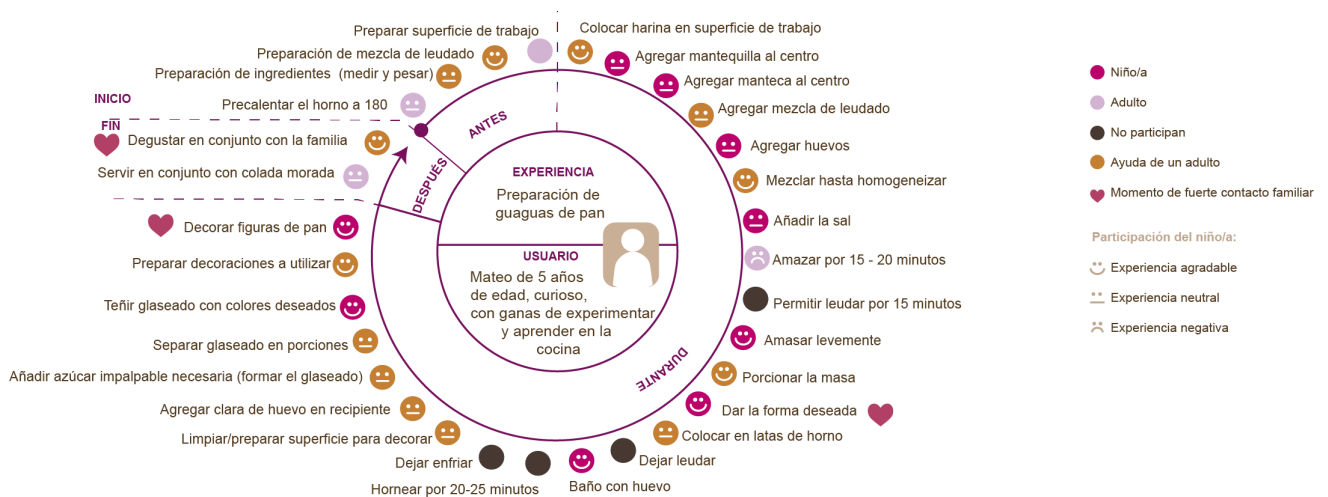 INICIO
Precalentar el horno a 180
Preparación de ingredientes (medir y pesar)
Preparación de mezcla de leudado
Preparar superficie de trabajo
ANTES
Colocar harina en superficie de trabajo
Agregar mantequilla al centro
Agregar manteca al centro
Agregar mezcla de leudado
Agregar huevos
Mezclar hasta homogeneizar
Añadir la sal
Amazar por 15 - 20 minutos
Permitir leudar por 15 minutos
Amasar levemente
Porcionar la masa
Dar la forma deseada
Colocar en latas de horno
Dejar leudar
Baño con huevo
Hornear por 20-25 minutos
Dejar enfriar
Limpiar/preparar superficie para decorar
Agregar clara de huevo en recipiente
Añadir azúcar impalpable necesaria (formar el glaseado)
Separar glaseado en porciones
Teñir glaseado con colores deseados
Preparar decoraciones a utilizar
Decorar figuras de pan
DURANTE
Servir en conjunto con colada morada
Degustar en conjunto con la familia
FIN
DESPUÉS
EXPERIENCIA
Preparación de
guaguas de pan
USUARIO
Mateo de 5 años
de edad, curioso,
con ganas de experimentar
y aprender en la
cocina
Niño/a
Adulto
No participan
Ayuda de un adulto
Momento de fuerte contacto familiar
Participación del niño/a:
Experiencia agradable
Experiencia neutral
Experiencia negativa